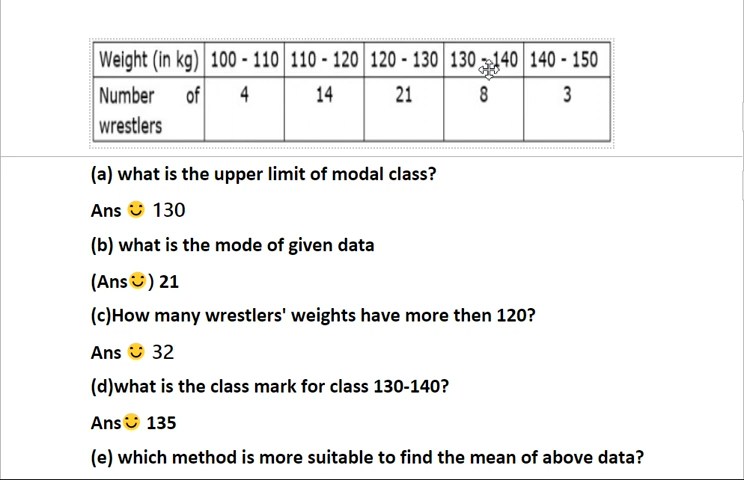 Weight (in kg) 100 - 110 110 - 120 120 - 130 130 - 140 140 - 150
Number of 4 14 21 8 3
wrestlers
(a) what is the upper limit of modal class?
Ans 😃 130
(b) what is the mode of given data
(Ans😃) 21
(c)How many wrestlers' weights have more then 120?
Ans 😃 32
(d)what is the class mark for class 130-140?
Ans😃 135
(e) which method is more suitable to find the mean of above data?